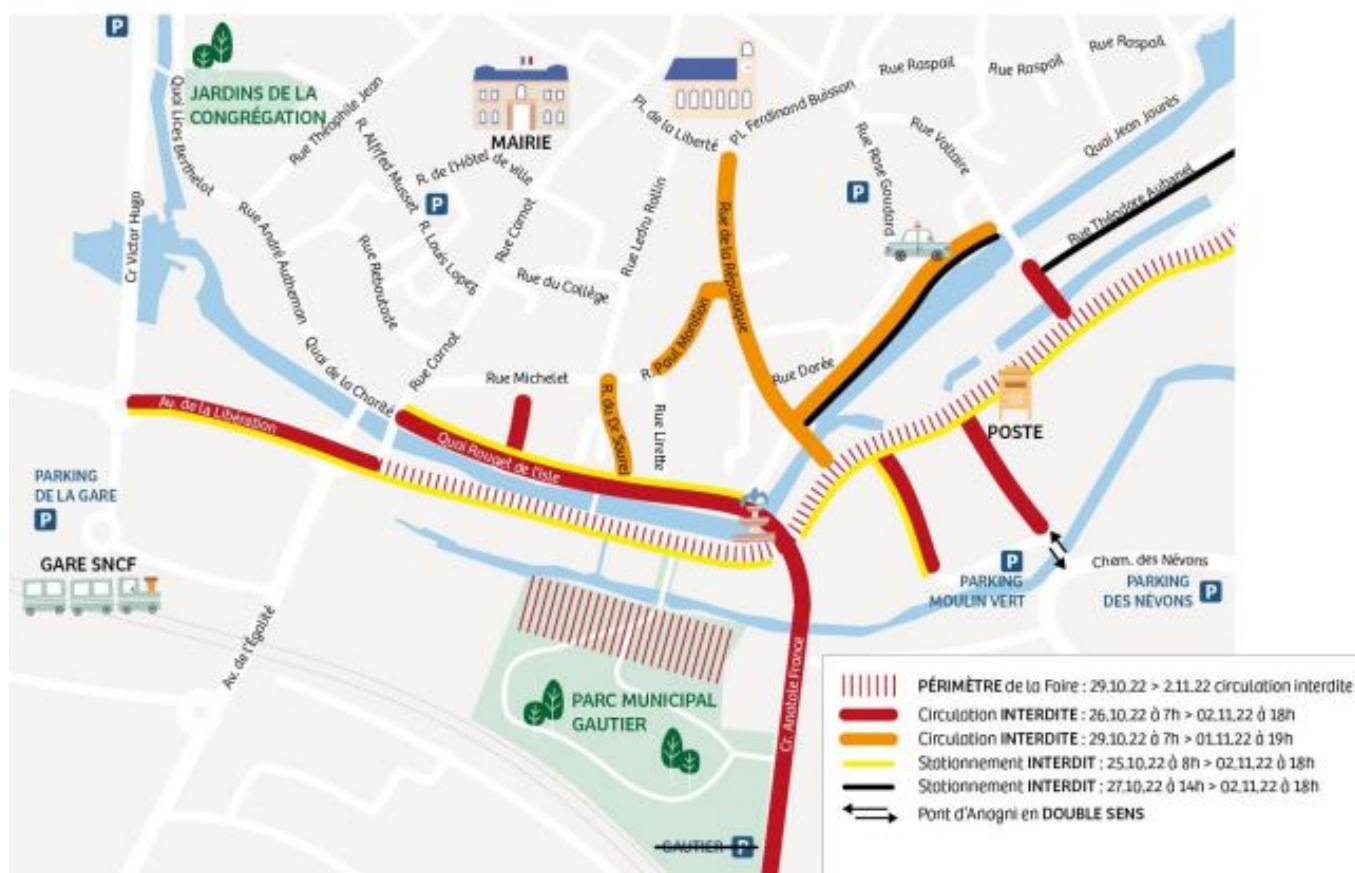 P
JARDINS DE LA
CONGRÉGATION
Quai Lices Berthelot
Cr Victor Hugo
Rue Théophile Jean
R. Alfred Musset
MAIRIE
R. de l'Hôtel de ville
P
Rue Carnot
R. Louis Lopeg
Rue du Collège
Rue Ledru Rollin
Pl. de la Liberté
Pl. Ferdinand Buisson
Rue Raspail
Rue Raspail
Rue Raspail
Rue Voltaire
Quai Jean Jaurès
Rue Rose Goudard
P
Rue Théodore Aubanel
Rue de la République
Rue André Autheman
Rue Reboutade
Quai de la Charité
Rue Carnot
Rue Michelet
R. Paul Monition
R. du Dr Sourel
Rue Lirette
Rue Dorée
Av. de la Libération
Quai Rouget de l'Isle
POSTE
PARKING
DE LA GARE
P
GARE SNCF
Av. de l'Égalité
P
PARKING
MOULIN VERT
Chem. des Névons
PARKING
DES NÉVONS
P
PARC MUNICIPAL
GAUTIER
Cr. Anatole France
GAUTIER P
PÉRIMÈTRE de la Foire : 29.10.22 > 2.11.22 circulation interdite
Circulation INTERDITE : 26.10.22 à 7h > 02.11.22 à 18h
Circulation INTERDITE : 29.10.22 à 7h > 01.11.22 à 19h
Stationnement INTERDIT : 25.10.22 à 8h > 02.11.22 à 18h
Stationnement INTERDIT : 27.10.22 à 14h > 02.11.22 à 18h
Pont d'Anagni en DOUBLE SENS